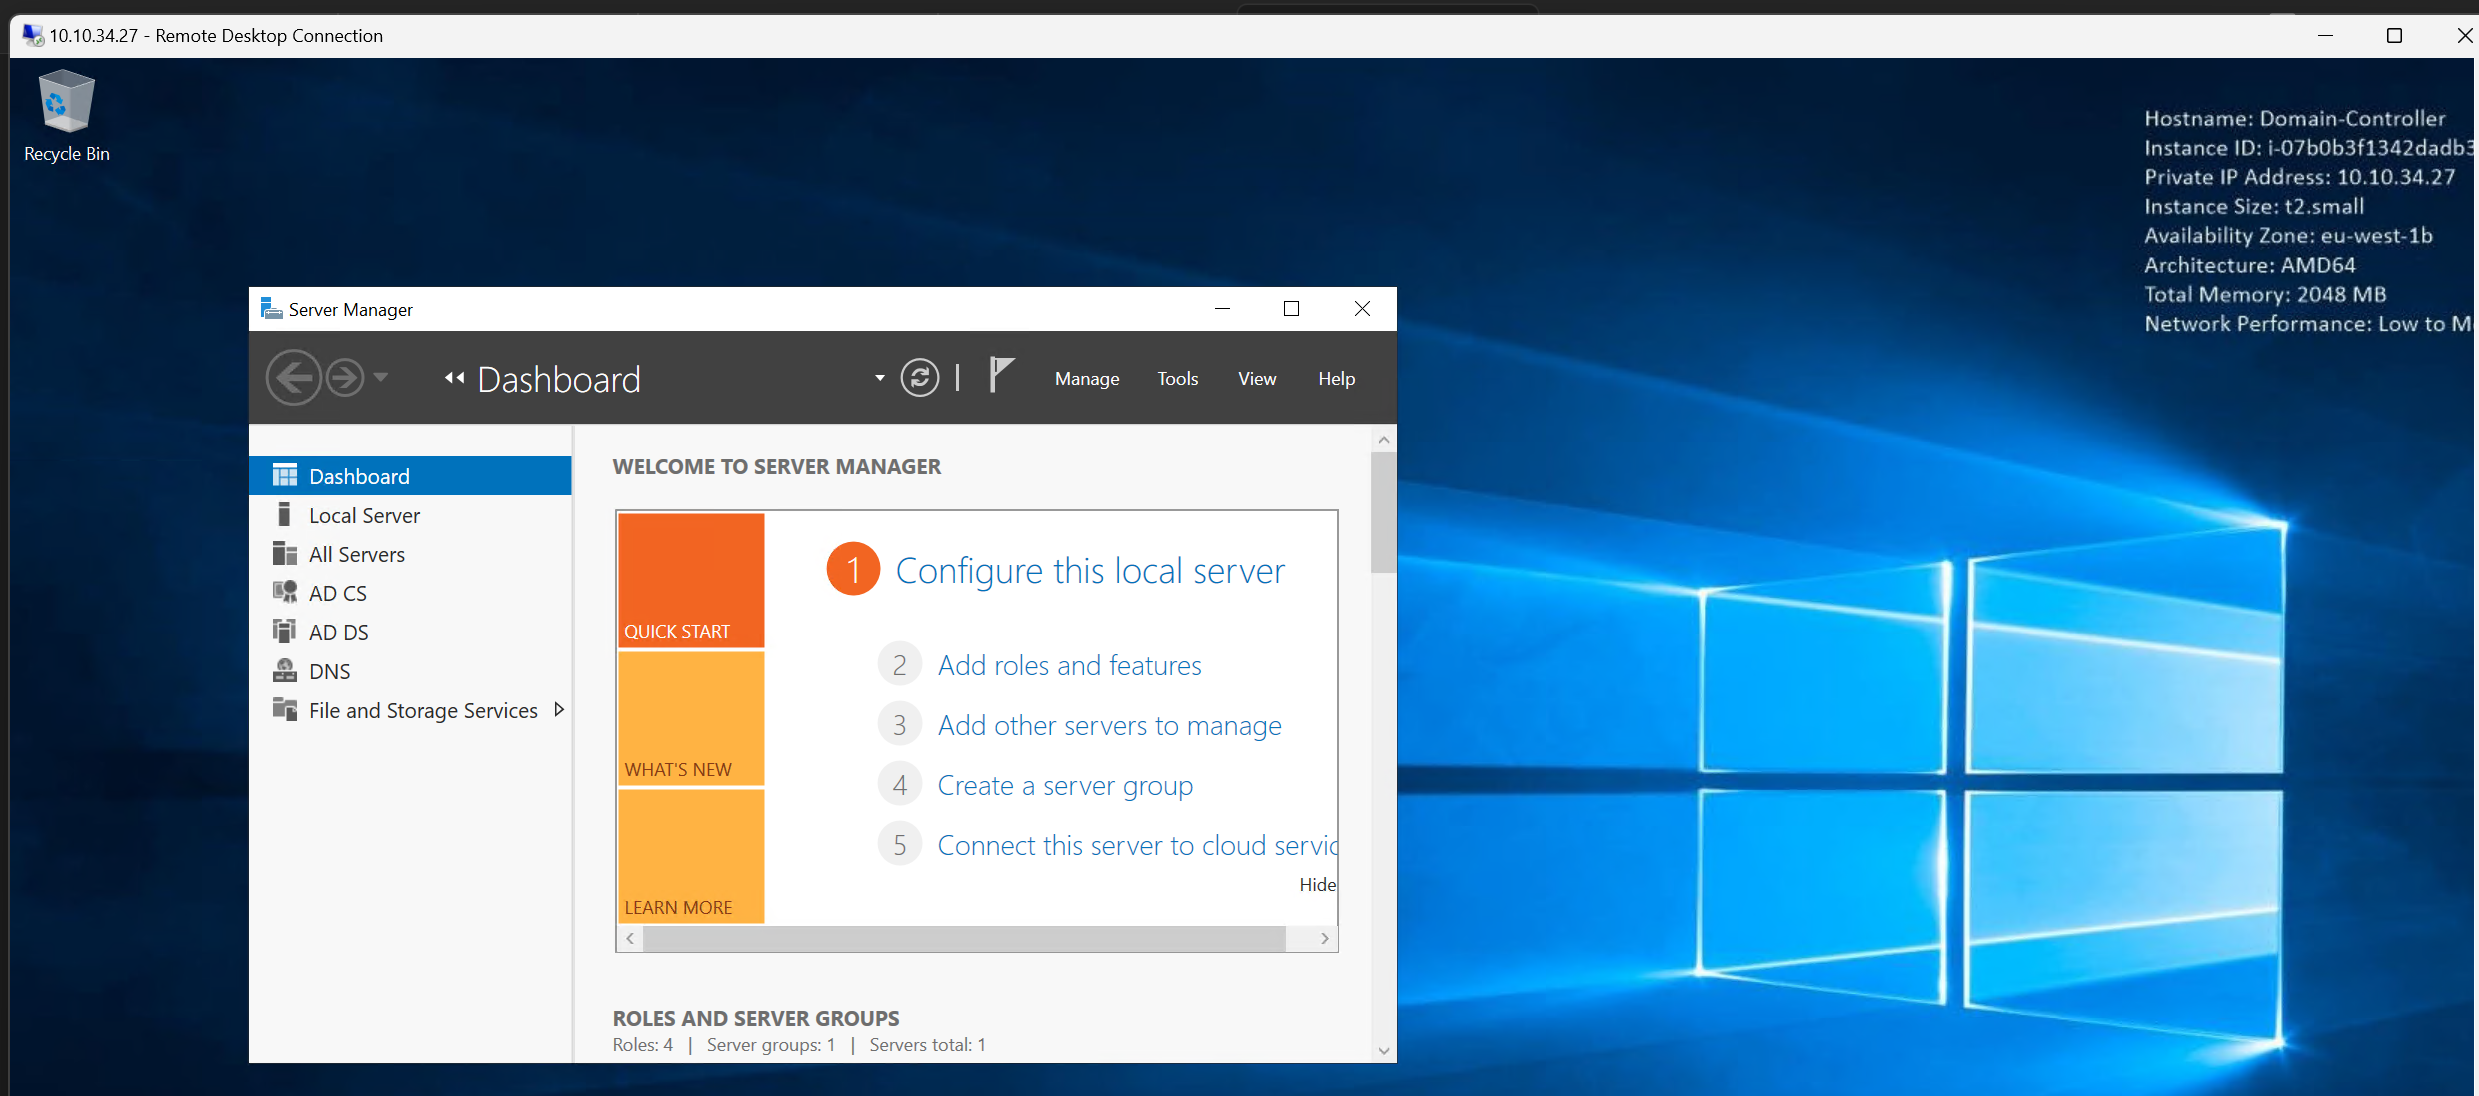 10.10.34.27 - Remote Desktop Connection
Recycle Bin
Hostname: Domain-Controller
Instance ID: i-07b0b3f1342dadb3
Private IP Address: 10.10.34.27
Instance Size: t2.small
Availability Zone: eu-west-1b
Architecture: AMD64
Total Memory: 2048 MB
Network Performance: Low to M
Server Manager
Dashboard
Manage
Tools
View
Help
Dashboard
Local Server
All Servers
AD CS
AD DS
DNS
File and Storage Services
WELCOME TO SERVER MANAGER
QUICK START
WHAT'S NEW
LEARN MORE
1 Configure this local server
2 Add roles and features
3 Add other servers to manage
4 Create a server group
5 Connect this server to cloud servic
Hide
ROLES AND SERVER GROUPS
Roles: 4 | Server groups: 1 | Servers total: 1